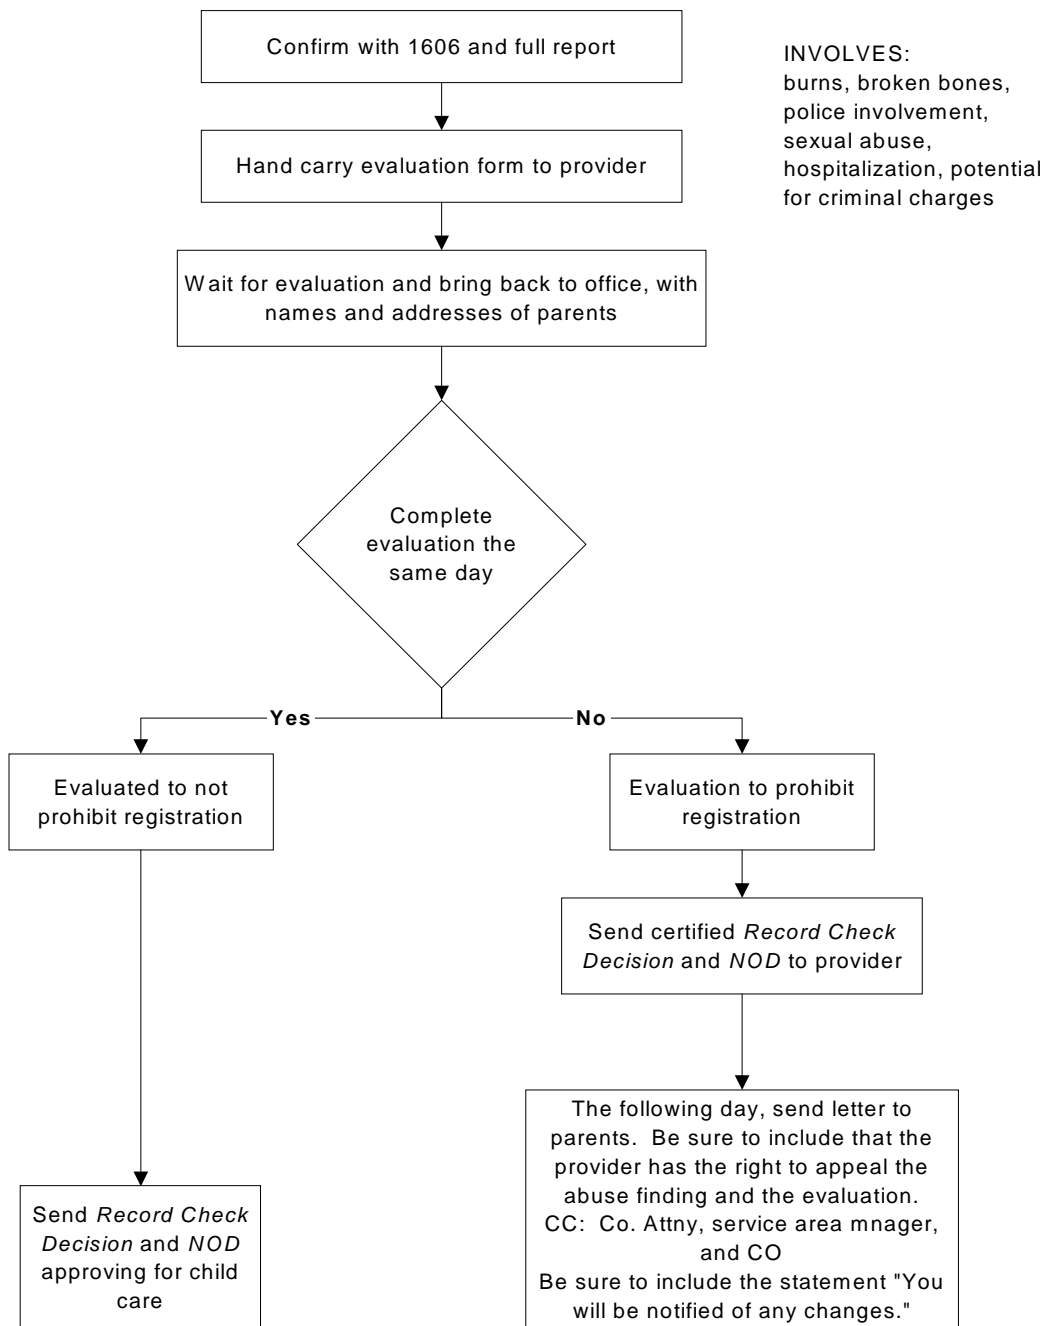 Confirm with 1606 and full report
INVOLVES:
burns, broken bones,
police involvement,
sexual abuse,
hospitalization, potential
for criminal charges
Hand carry evaluation form to provider
Wait for evaluation and bring back to office, with
names and addresses of parents
Complete
evaluation the
same day
Yes
No
Evaluated to not
prohibit registration
Evaluation to prohibit
registration
Send certified Record Check
Decision and NOD to provider
Send Record Check
Decision and NOD
approving for child
care
The following day, send letter to
parents. Be sure to include that the
provider has the right to appeal the
abuse finding and the evaluation.
CC: Co. Attny, service area mnager,
and CO
Be sure to include the statement "You
will be notified of any changes."